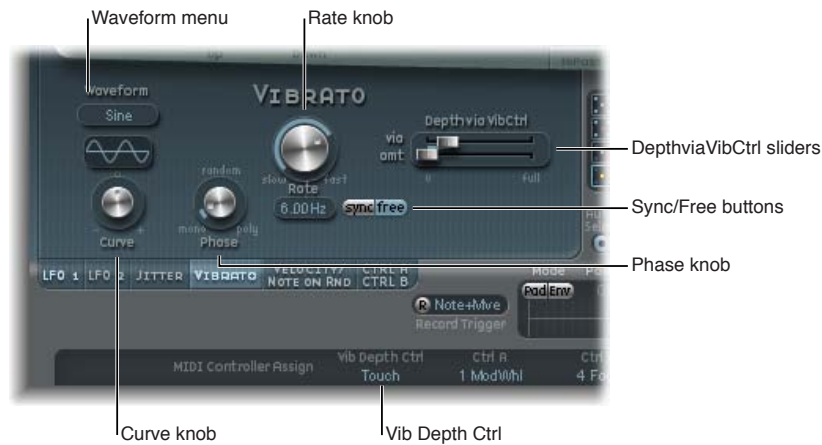 Waveform menu
Rate knob
Waveform
VIBRATO
Sine
Depth via VibCtrl
via
amt
0
full
DepthviaVibCtrl sliders
random
0
slow
fast
Rate
6.00 Hz
sync free
Sync/Free buttons
mono
poly
- +
Curve
Phase
Phase knob
LFO 1 LFO 2 JITTER VIBRATO VELOCITY/ NOTE ON RND CTRL A CTRL B
Mode
Pad Env
R Note+Mve
Record Trigger
MIDI Controller Assign
Vib Depth Ctrl
Ctrl A
Touch
1 ModWhl
Curve knob
Vib Depth Ctrl